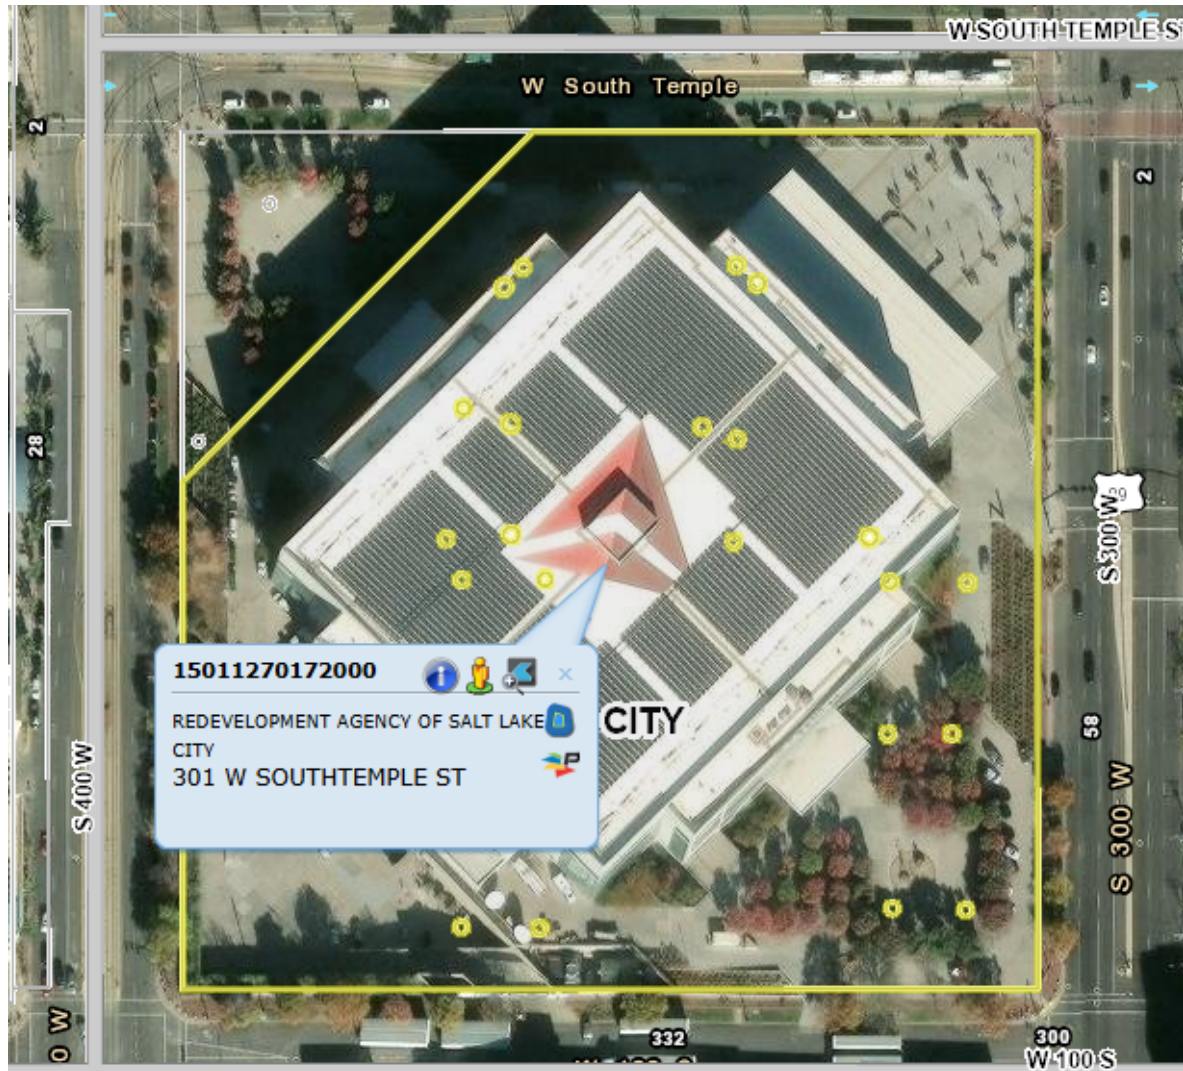 W SOUTH TEMPLE S
W South Temple
2
2
28
S 300 W
15011270172000
REDEVELOPMENT AGENCY OF SALT LAKE
CITY
301 W SOUTHTEMPLE ST
P
CITY
S 400 W
58
S 300 W
0 W
332
300
W 100 S